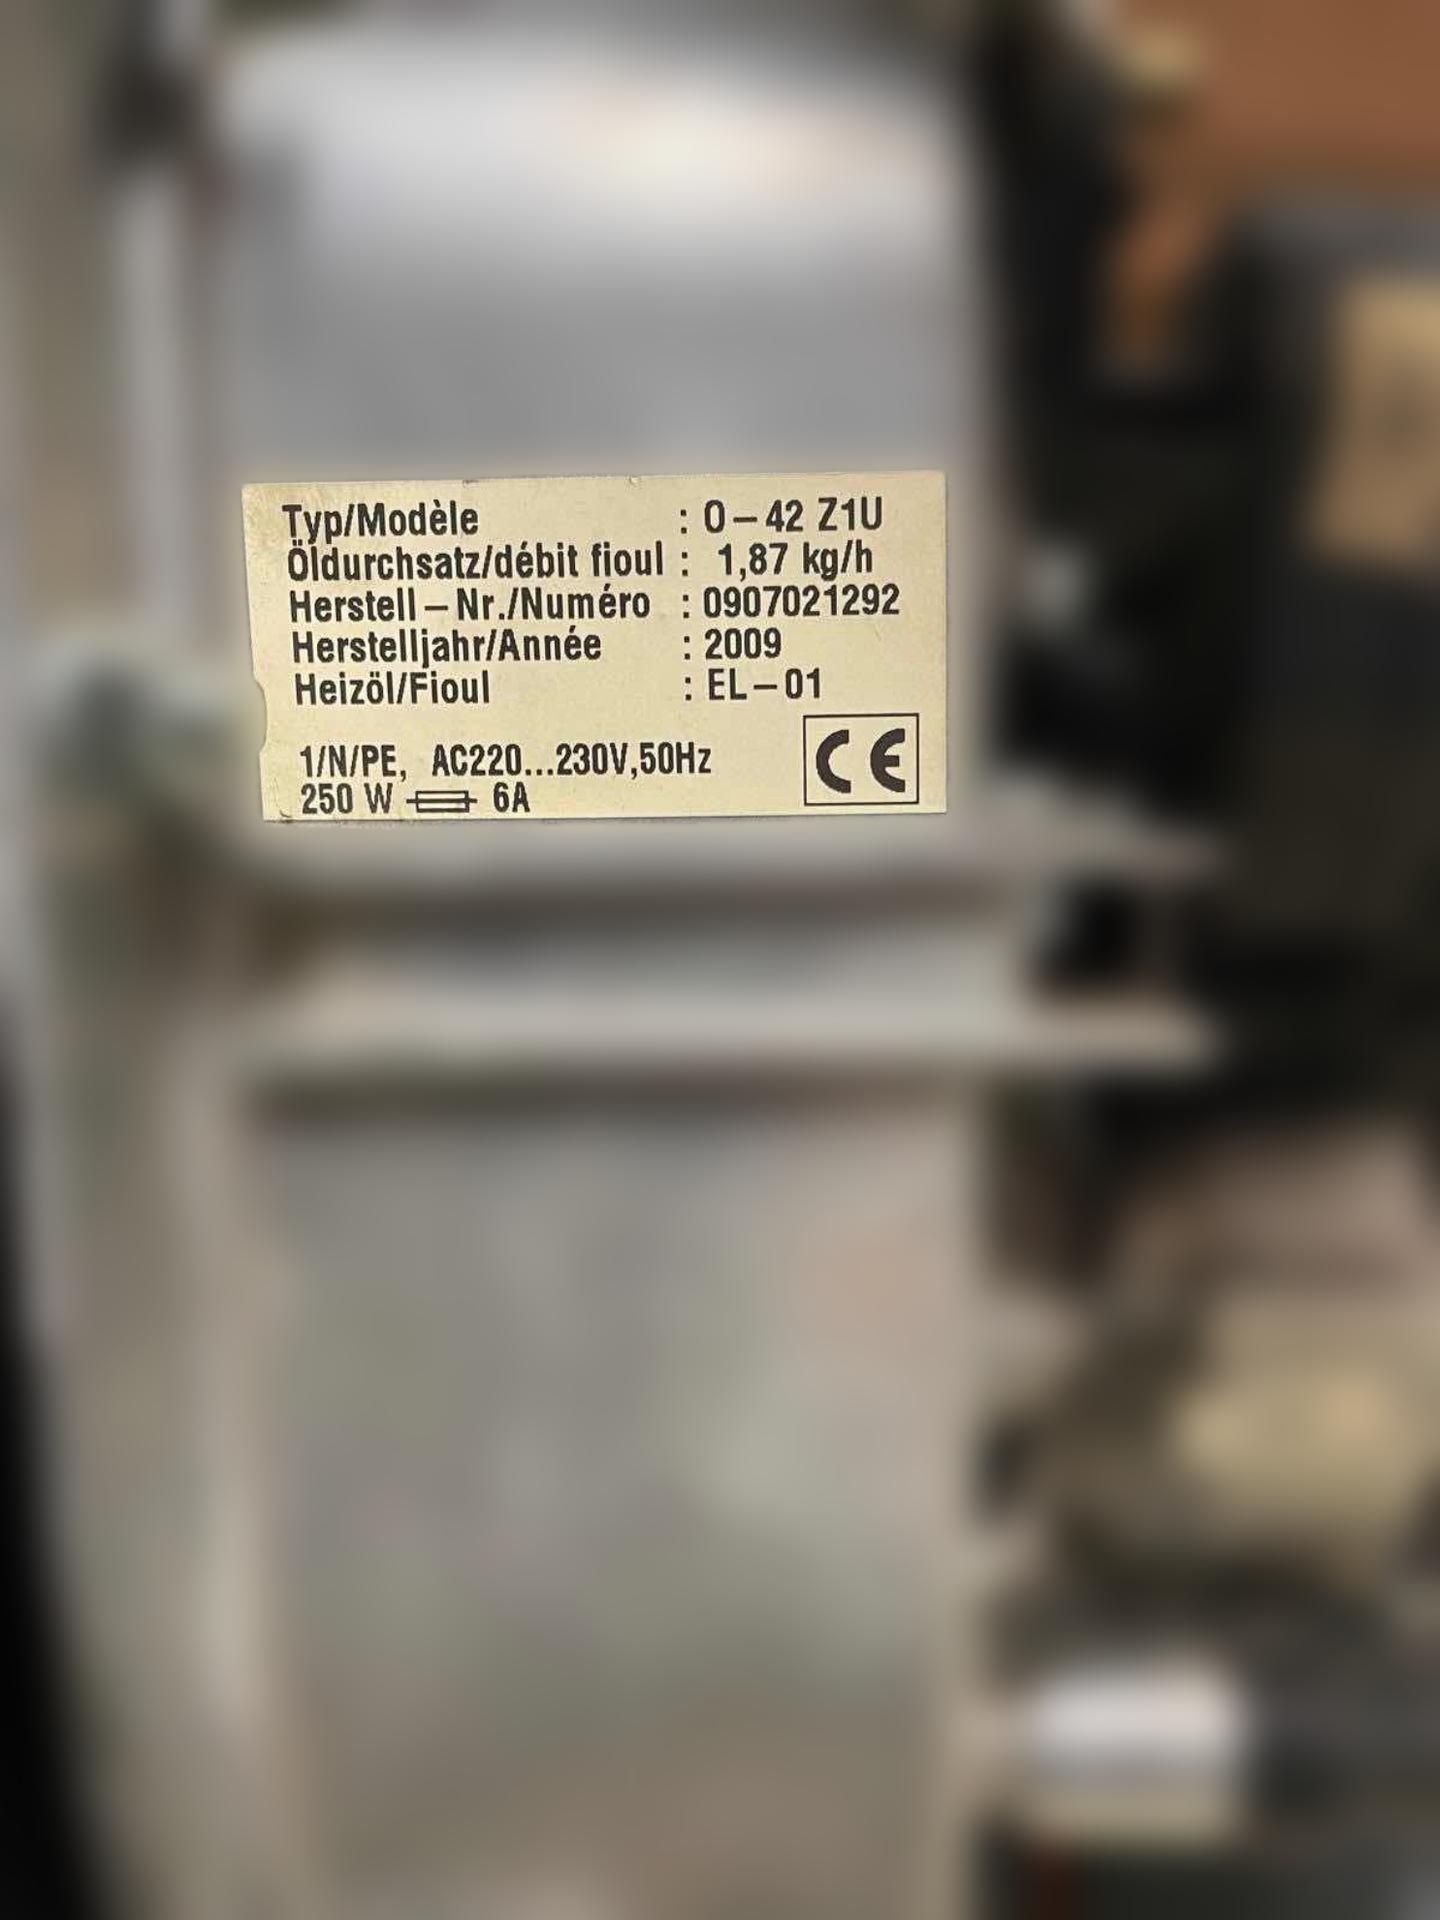 Typ/Modèle : O – 42 Z1U
Öldurchsatz/débit fioul : 1,87 kg/h
Herstell – Nr./Numéro : 0907021292
Herstelljahr/Année : 2009
Heizöl/Fioul : EL – 01
1/N/PE, AC220...230V,50Hz
250 W 6A
CE